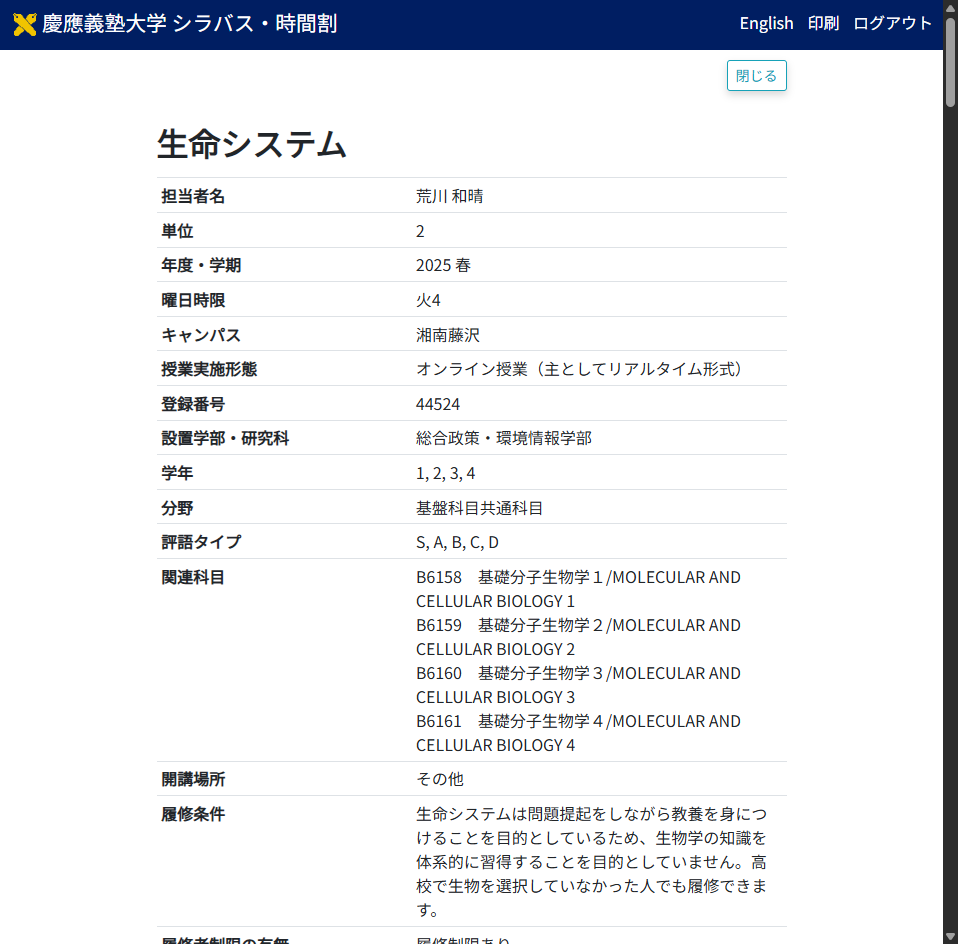 慶應義塾大学 シラバス・時間割
English 印刷 ログアウト
閉じる
生命システム
担当者名 荒川 和晴
単位 2
年度・学期 2025 春
曜日時限 火4
キャンパス 湘南藤沢
授業実施形態 オンライン授業（主としてリアルタイム形式）
登録番号 44524
設置学部・研究科 総合政策・環境情報学部
学年 1, 2, 3, 4
分野 基盤科目共通科目
評語タイプ S, A, B, C, D
関連科目 B6158　基礎分子生物学１/MOLECULAR AND
CELLULAR BIOLOGY 1
B6159　基礎分子生物学２/MOLECULAR AND
CELLULAR BIOLOGY 2
B6160　基礎分子生物学３/MOLECULAR AND
CELLULAR BIOLOGY 3
B6161　基礎分子生物学４/MOLECULAR AND
CELLULAR BIOLOGY 4
開講場所 その他
履修条件 生命システムは問題提起をしながら教養を身につ
けることを目的としているため、生物学の知識を
体系的に習得することを目的としていません。高
校で生物を選択していなかった人でも履修できま
す。
履修者制限の有無 履修制限あり